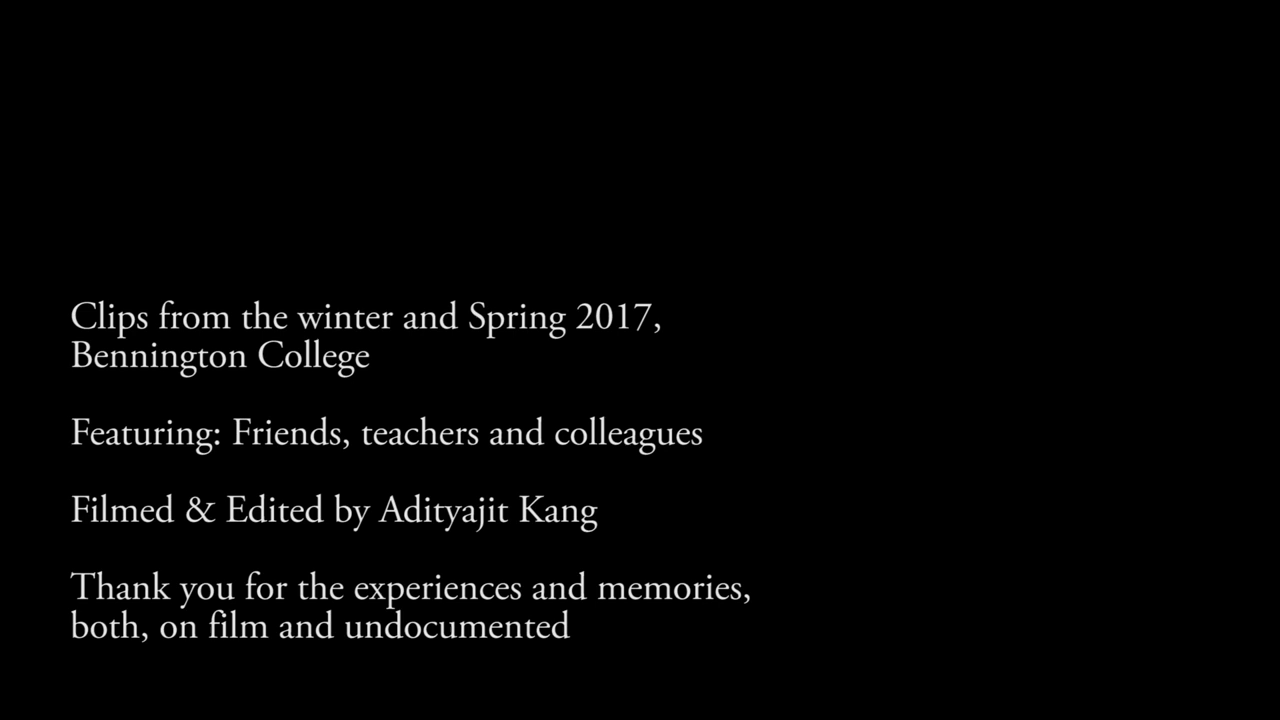 Clips from the winter and Spring 2017,
Bennington College
Featuring: Friends, teachers and colleagues
Filmed & Edited by Adityajit Kang
Thank you for the experiences and memories,
both, on film and undocumented